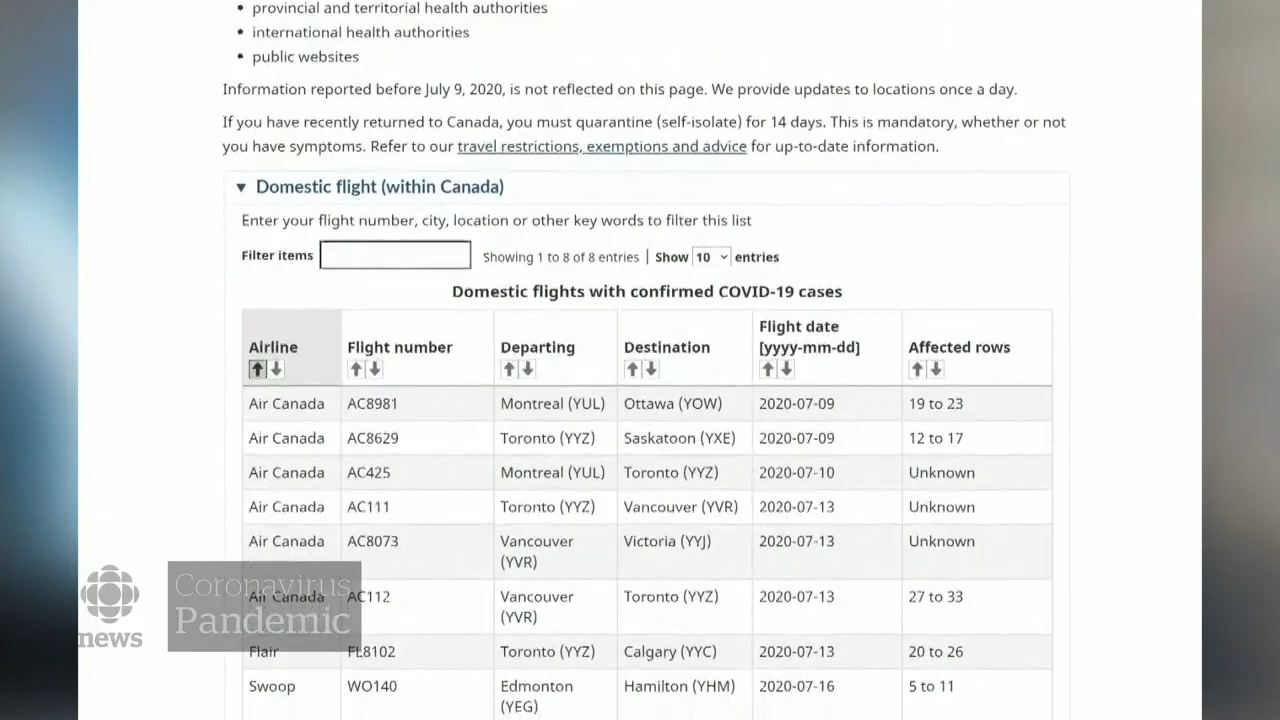 • provincial and territorial health authorities
• international health authorities
• public websites
Information reported before July 9, 2020, is not reflected on this page. We provide updates to locations once a day.
If you have recently returned to Canada, you must quarantine (self-isolate) for 14 days. This is mandatory, whether or not
you have symptoms. Refer to our travel restrictions, exemptions and advice for up-to-date information.
▼ Domestic flight (within Canada)
Enter your flight number, city, location or other key words to filter this list
Filter items Showing 1 to 8 of 8 entries | Show 10 entries
Domestic flights with confirmed COVID-19 cases
Flight date
Airline Flight number Departing Destination [yyyy-mm-dd] Affected rows
Air Canada AC8981 Montreal (YUL) Ottawa (YOW) 2020-07-09 19 to 23
Air Canada AC8629 Toronto (YYZ) Saskatoon (YXE) 2020-07-09 12 to 17
Air Canada AC425 Montreal (YUL) Toronto (YYZ) 2020-07-10 Unknown
Air Canada AC111 Toronto (YYZ) Vancouver (YVR) 2020-07-13 Unknown
Air Canada AC8073 Vancouver Victoria (YYJ) 2020-07-13 Unknown
(YVR)
Air Canada AC112 Vancouver Toronto (YYZ) 2020-07-13 27 to 33
(YVR)
Flair FL8102 Toronto (YYZ) Calgary (YYC) 2020-07-13 20 to 26
Swoop WO140 Edmonton Hamilton (YHM) 2020-07-16 5 to 11
(YEG)
news
Coronavirus
Pandemic